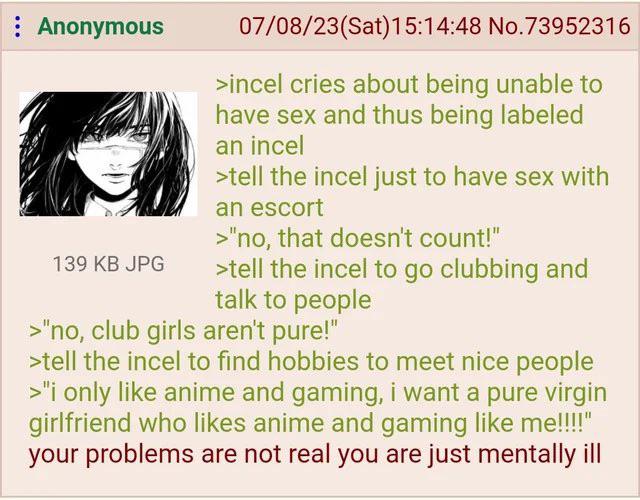 Anonymous 07/08/23(Sat)15:14:48 No.73952316
>incel cries about being unable to
have sex and thus being labeled
an incel
>tell the incel just to have sex with
an escort
>"no, that doesn't count!"
>tell the incel to go clubbing and
talk to people
139 KB JPG
>"no, club girls aren't pure!"
>tell the incel to find hobbies to meet nice people
>"i only like anime and gaming, i want a pure virgin
girlfriend who likes anime and gaming like me!!!!"
your problems are not real you are just mentally ill